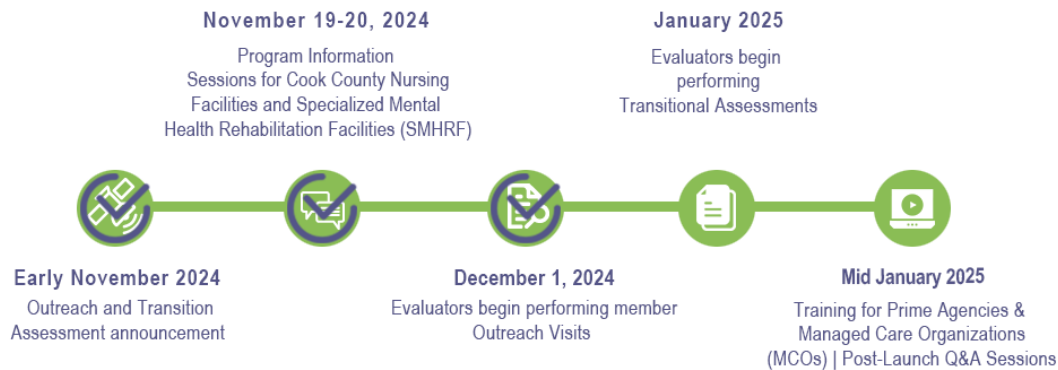 November 19-20, 2024
Program Information
Sessions for Cook County Nursing
Facilities and Specialized Mental
Health Rehabilitation Facilities (SMHRF)
January 2025
Evaluators begin
performing
Transitional Assessments
Early November 2024
Outreach and Transition
Assessment announcement
December 1, 2024
Evaluators begin performing member
Outreach Visits
Mid January 2025
Training for Prime Agencies &
Managed Care Organizations
(MCOs) | Post-Launch Q&A Sessions